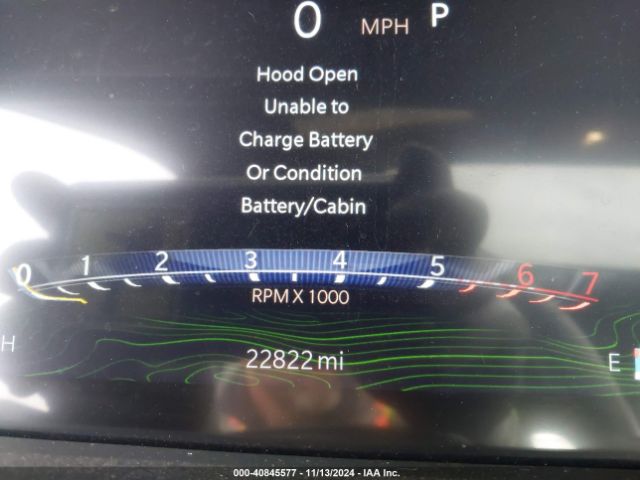 0 MPH P
Hood Open
Unable to
Charge Battery
Or Condition
Battery/Cabin
0 1 2 3 4 5 6 7
RPM X 1000
H 22822 mi E
000-40845577 - 11/13/2024 - IAA Inc.